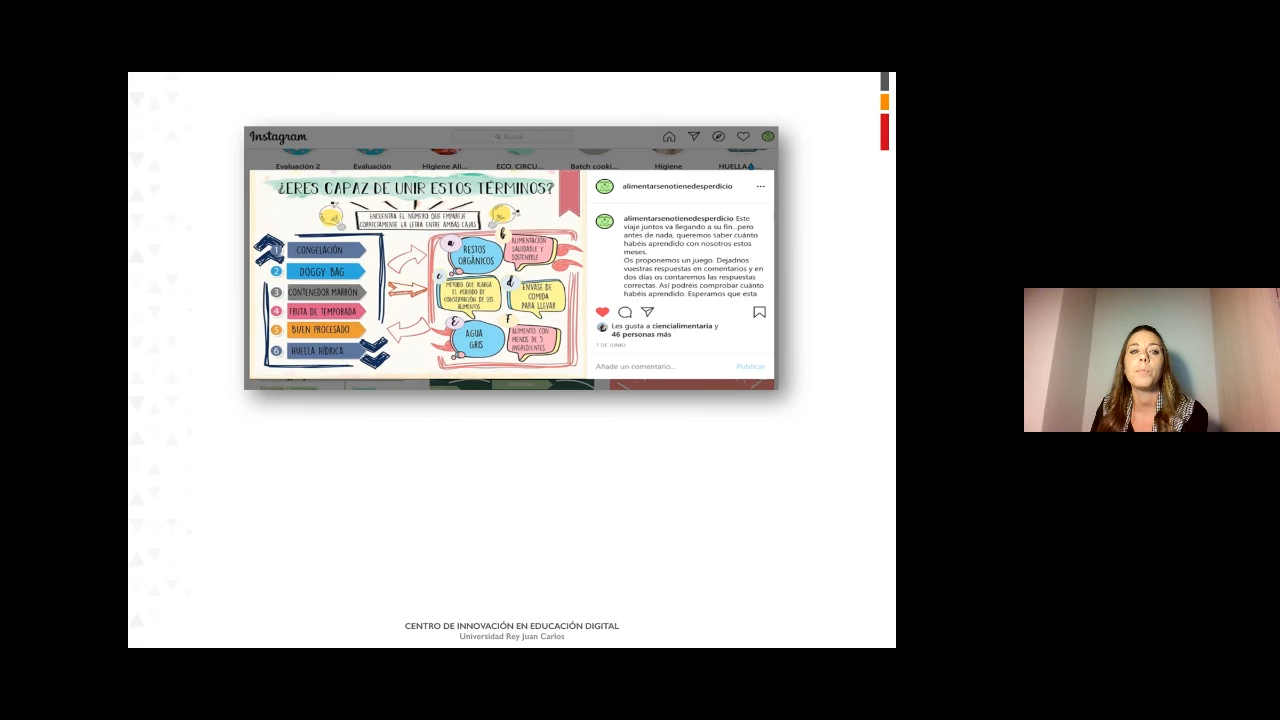 Instagram
Busca
Evaluación 2
Evaluación
Higiene Ali...
ECO. CIRCU...
Batch cooki...
Higiene
HUELLA💧...
¿ERES CAPAZ DE UNIR ESTOS TÉRMINOS?
ENCUENTRA EL NÚMERO QUE EMPAREJE
CORRECTAMENTE LA LETRA ENTRE AMBAS CAJAS
1 CONGELACIÓN
2 DOGGY BAG
3 CONTENEDOR MARRÓN
4 FRUTA DE TEMPORADA
5 BUEN PROCESADO
6 HUELLA HÍDRICA
a
RESTOS
ORGÁNICOS
b
ALIMENTACIÓN
SALUDABLE Y
SOSTENIBLE
c
MÉTODO QUE ALARGA
EL PERIODO DE
CONSERVACIÓN DE LOS
ALIMENTOS
d
ENVASE DE
COMIDA
PARA LLEVAR
E
AGUA
GRIS
F
ALIMENTO CON
MENOS DE 5
INGREDIENTES
alimentarsenotienedesperdicio
alimentarsenotienedesperdicio Este
viaje juntos va llegando a su fin...pero
antes de nada, queremos saber cuánto
habéis aprendido con nosotros estos
meses.
Os proponemos un juego. Dejadnos
vuestras respuestas en comentarios y en
dos días os contaremos las respuestas
correctas. Así podréis comprobar cuánto
habéis aprendido. Esperamos que esta
Les gusta a ciencialimentaria y
46 personas más
7 DE JUNIO
Añade un comentario...
Publicar
CENTRO DE INNOVACIÓN EN EDUCACIÓN DIGITAL
Universidad Rey Juan Carlos